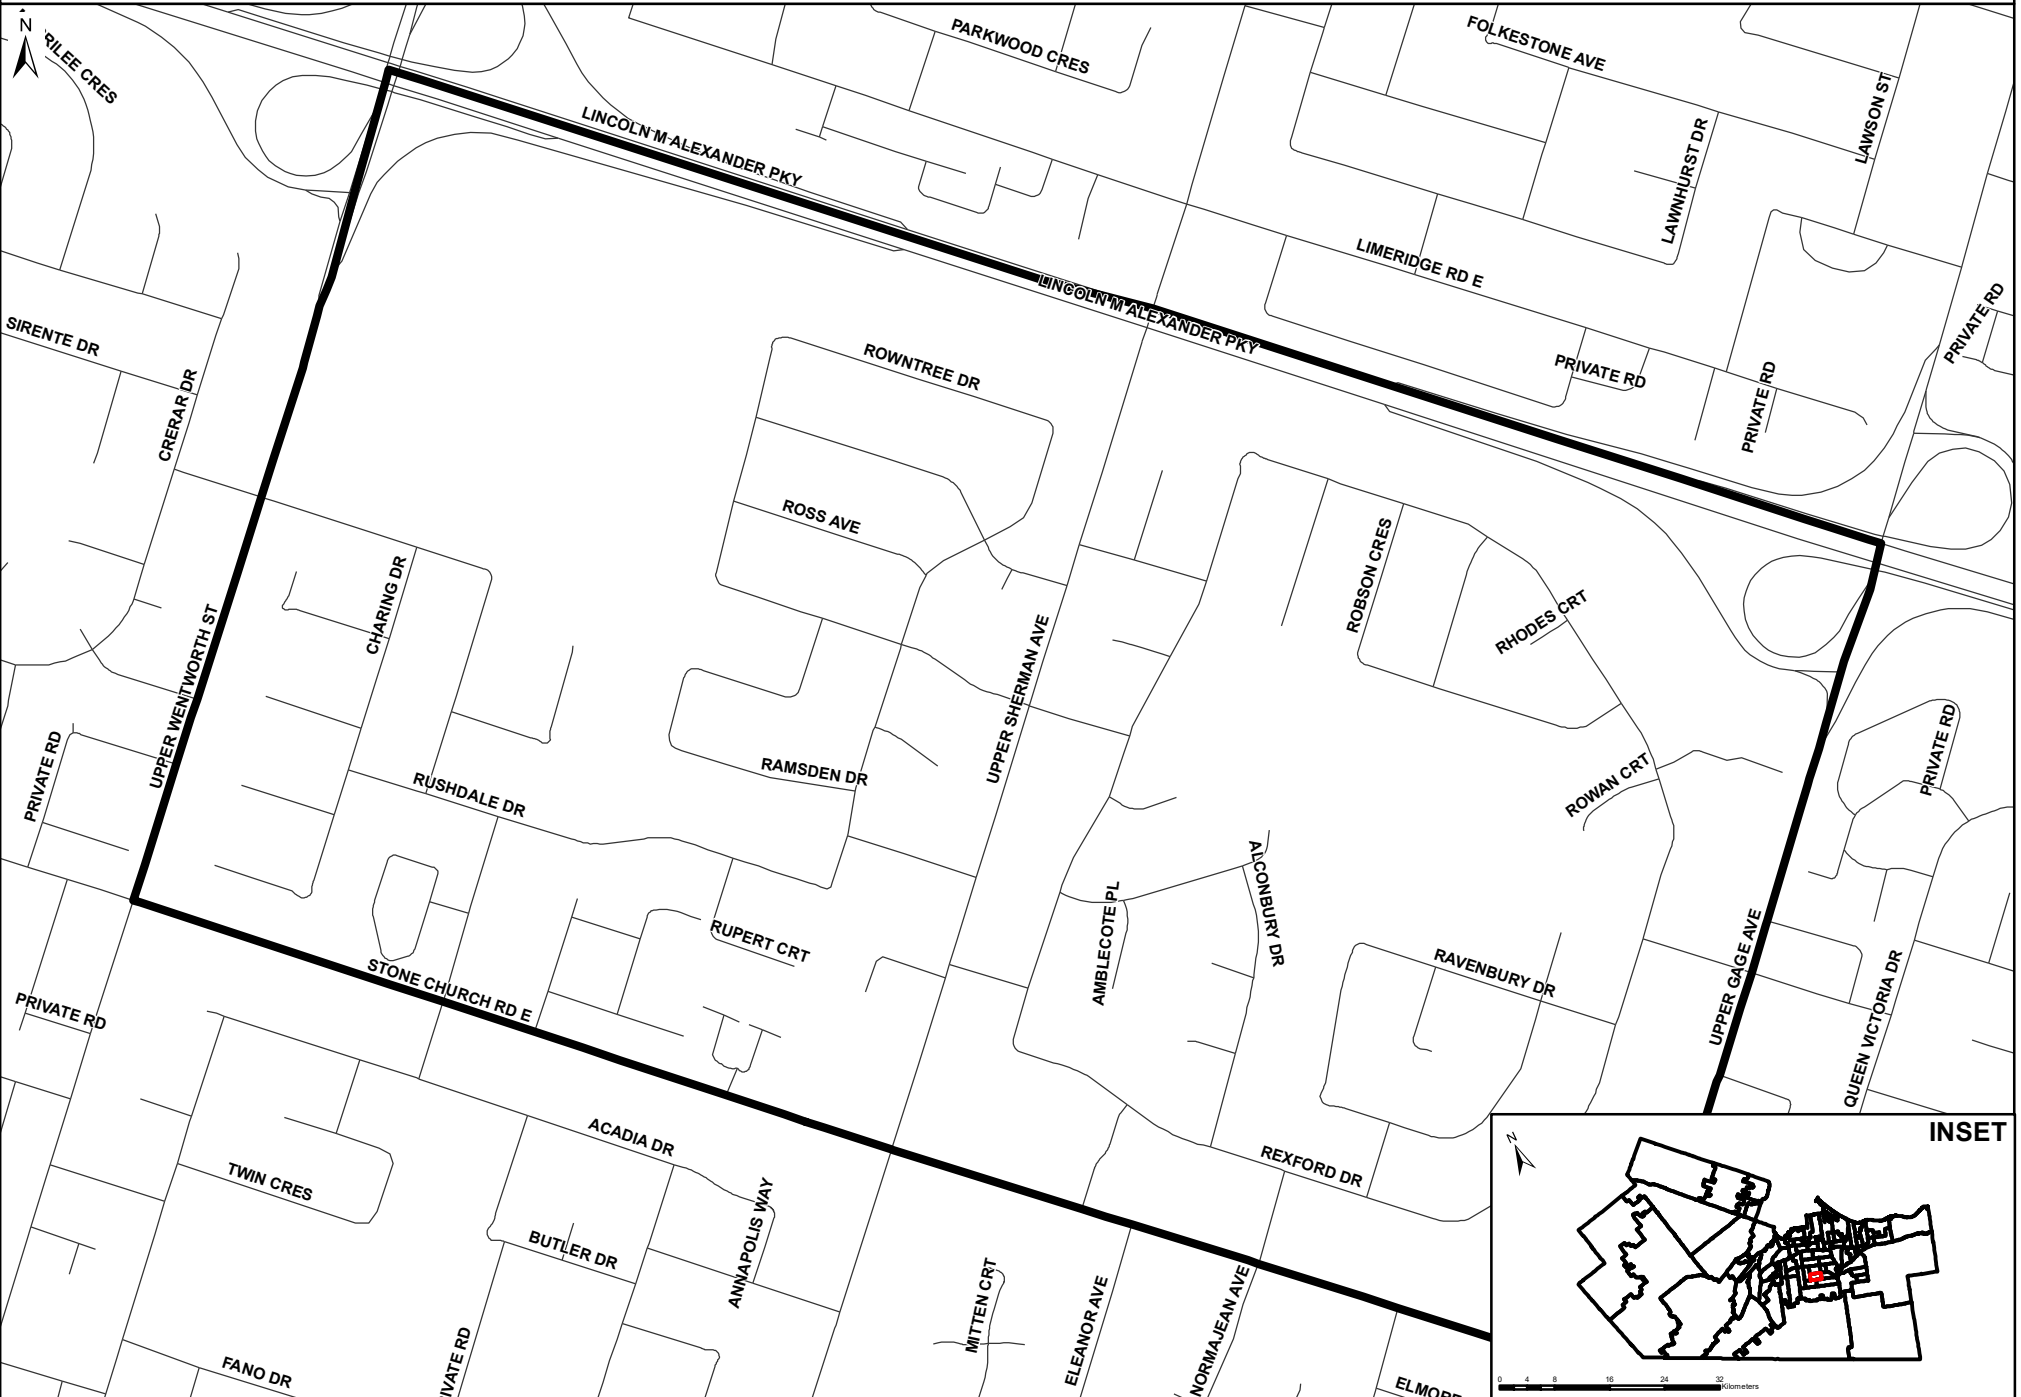 N
RILEE CRES
PARKWOOD CRES
FOLKESTONE AVE
LAWSON ST
LINCOLN M ALEXANDER PKY
LAWNHURST DR
LIMERIDGE RD E
LINCOLN M ALEXANDER PKY
PRIVATE RD
SIRENTE DR
CRERAR DR
ROWNTREE DR
PRIVATE RD
PRIVATE RD
ROSS AVE
ROBSON CRES
CHARING DR
RHODES CRT
UPPER WENTWORTH ST
UPPER SHERMAN AVE
PRIVATE RD
RUSHDALE DR
RAMSDEN DR
ROWAN CRT
PRIVATE RD
ALCONBURY DR
AMBLECOTE PL
RUPERT CRT
RAVENBURY DR
UPPER GAGE AVE
STONE CHURCH RD E
QUEEN VICTORIA DR
PRIVATE RD
ACADIA DR
REXFORD DR
TWIN CRES
ANNAPOLIS WAY
BUTLER DR
MITTEN CRT
ELEANOR AVE
NORMAJEAN AVE
FANO DR
IVATE RD
ELMORE
INSET
N
0 4 8 16 24 32
Kilometers